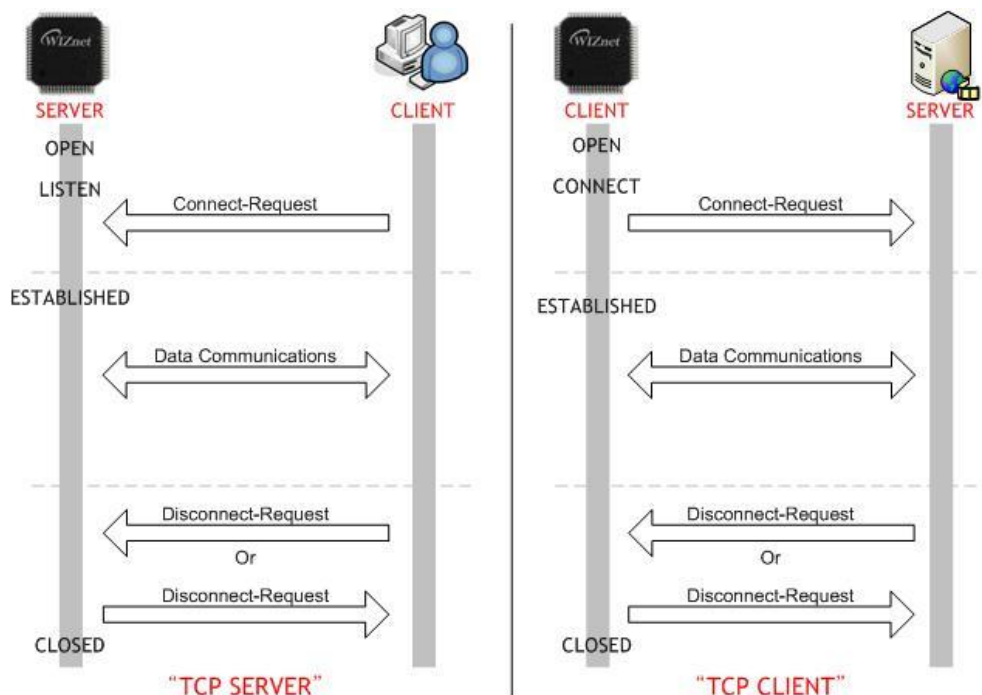 WIZnet
SERVER
CLIENT
OPEN
LISTEN
Connect-Request
ESTABLISHED
Data Communications
Disconnect-Request
Or
Disconnect-Request
CLOSED
“TCP SERVER”
WIZnet
CLIENT
SERVER
OPEN
CONNECT
Connect-Request
ESTABLISHED
Data Communications
Disconnect-Request
Or
Disconnect-Request
CLOSED
“TCP CLIENT”